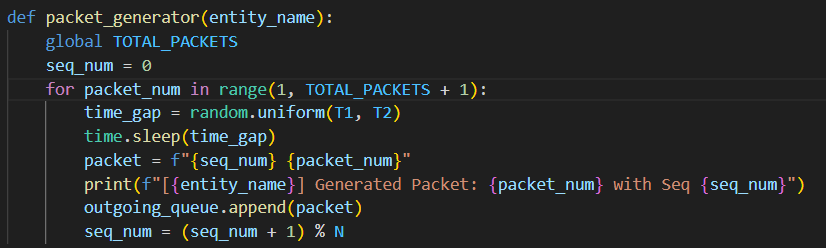 def packet_generator(entity_name):
    global TOTAL_PACKETS
    seq_num = 0
    for packet_num in range(1, TOTAL_PACKETS + 1):
        time_gap = random.uniform(T1, T2)
        time.sleep(time_gap)
        packet = f"{seq_num} {packet_num}"
        print(f"[{entity_name}] Generated Packet: {packet_num} with Seq {seq_num}")
        outgoing_queue.append(packet)
        seq_num = (seq_num + 1) % N